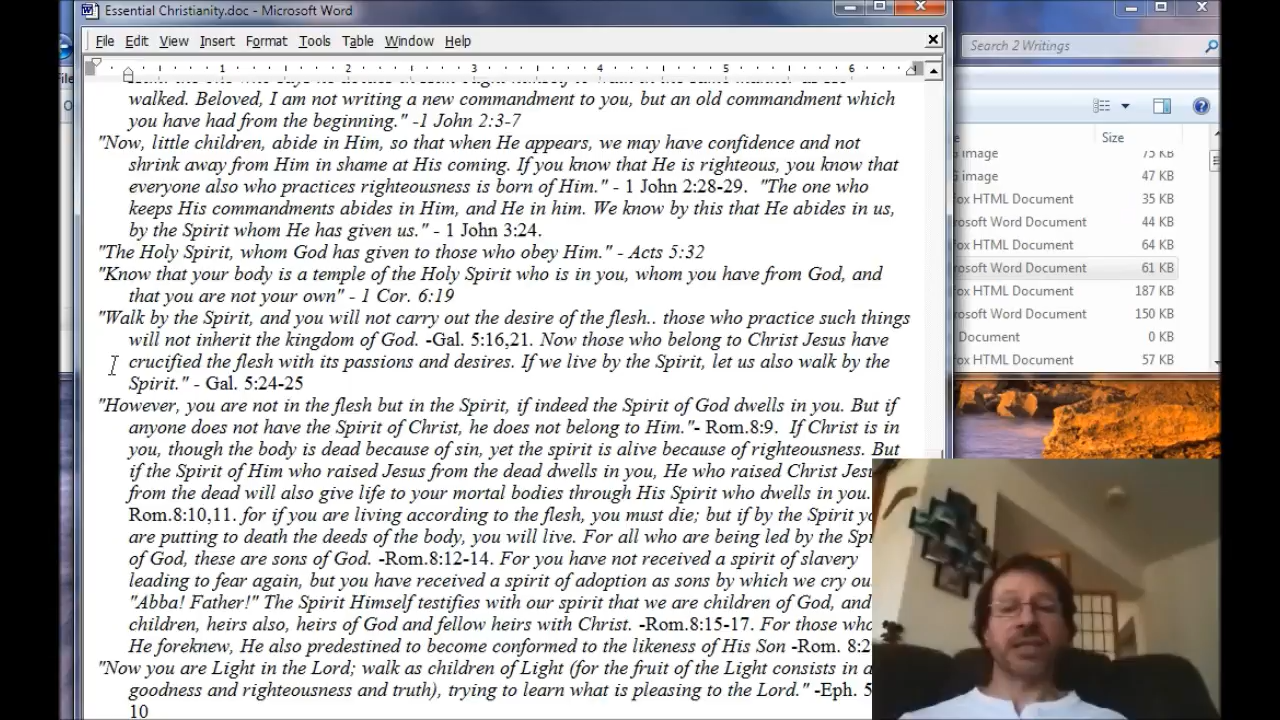 Essential Christianity.doc - Microsoft Word
File Edit View Insert Format Tools Table Window Help
Search 2 Writings
1 2 3 4 5 6
Size
walked. Beloved, I am not writing a new commandment to you, but an old commandment which
you have had from the beginning." -1 John 2:3-7
"Now, little children, abide in Him, so that when He appears, we may have confidence and not
shrink away from Him in shame at His coming. If you know that He is righteous, you know that
everyone also who practices righteousness is born of Him." - 1 John 2:28-29. "The one who
keeps His commandments abides in Him, and He in him. We know by this that He abides in us,
by the Spirit whom He has given us." - 1 John 3:24.
"The Holy Spirit, whom God has given to those who obey Him." - Acts 5:32
"Know that your body is a temple of the Holy Spirit who is in you, whom you have from God, and
that you are not your own" - 1 Cor. 6:19
"Walk by the Spirit, and you will not carry out the desire of the flesh.. those who practice such things
will not inherit the kingdom of God. -Gal. 5:16,21. Now those who belong to Christ Jesus have
crucified the flesh with its passions and desires. If we live by the Spirit, let us also walk by the
Spirit." - Gal. 5:24-25
"However, you are not in the flesh but in the Spirit, if indeed the Spirit of God dwells in you. But if
anyone does not have the Spirit of Christ, he does not belong to Him."- Rom.8:9. If Christ is in
you, though the body is dead because of sin, yet the spirit is alive because of righteousness. But
if the Spirit of Him who raised Jesus from the dead dwells in you, He who raised Christ Jesu
from the dead will also give life to your mortal bodies through His Spirit who dwells in you.
Rom.8:10,11. for if you are living according to the flesh, you must die; but if by the Spirit yo
are putting to death the deeds of the body, you will live. For all who are being led by the Spi
of God, these are sons of God. -Rom.8:12-14. For you have not received a spirit of slavery
leading to fear again, but you have received a spirit of adoption as sons by which we cry ou
"Abba! Father!" The Spirit Himself testifies with our spirit that we are children of God, and
children, heirs also, heirs of God and fellow heirs with Christ. -Rom.8:15-17. For those who
He foreknew, He also predestined to become conformed to the likeness of His Son -Rom. 8:2
"Now you are Light in the Lord; walk as children of Light (for the fruit of the Light consists in a
goodness and righteousness and truth), trying to learn what is pleasing to the Lord." -Eph. 5
10
G image 75 KB
G image 47 KB
fox HTML Document 35 KB
rosoft Word Document 44 KB
fox HTML Document 64 KB
rosoft Word Document 61 KB
fox HTML Document 187 KB
rosoft Word Document 150 KB
Document 0 KB
fox HTML Document 57 KB